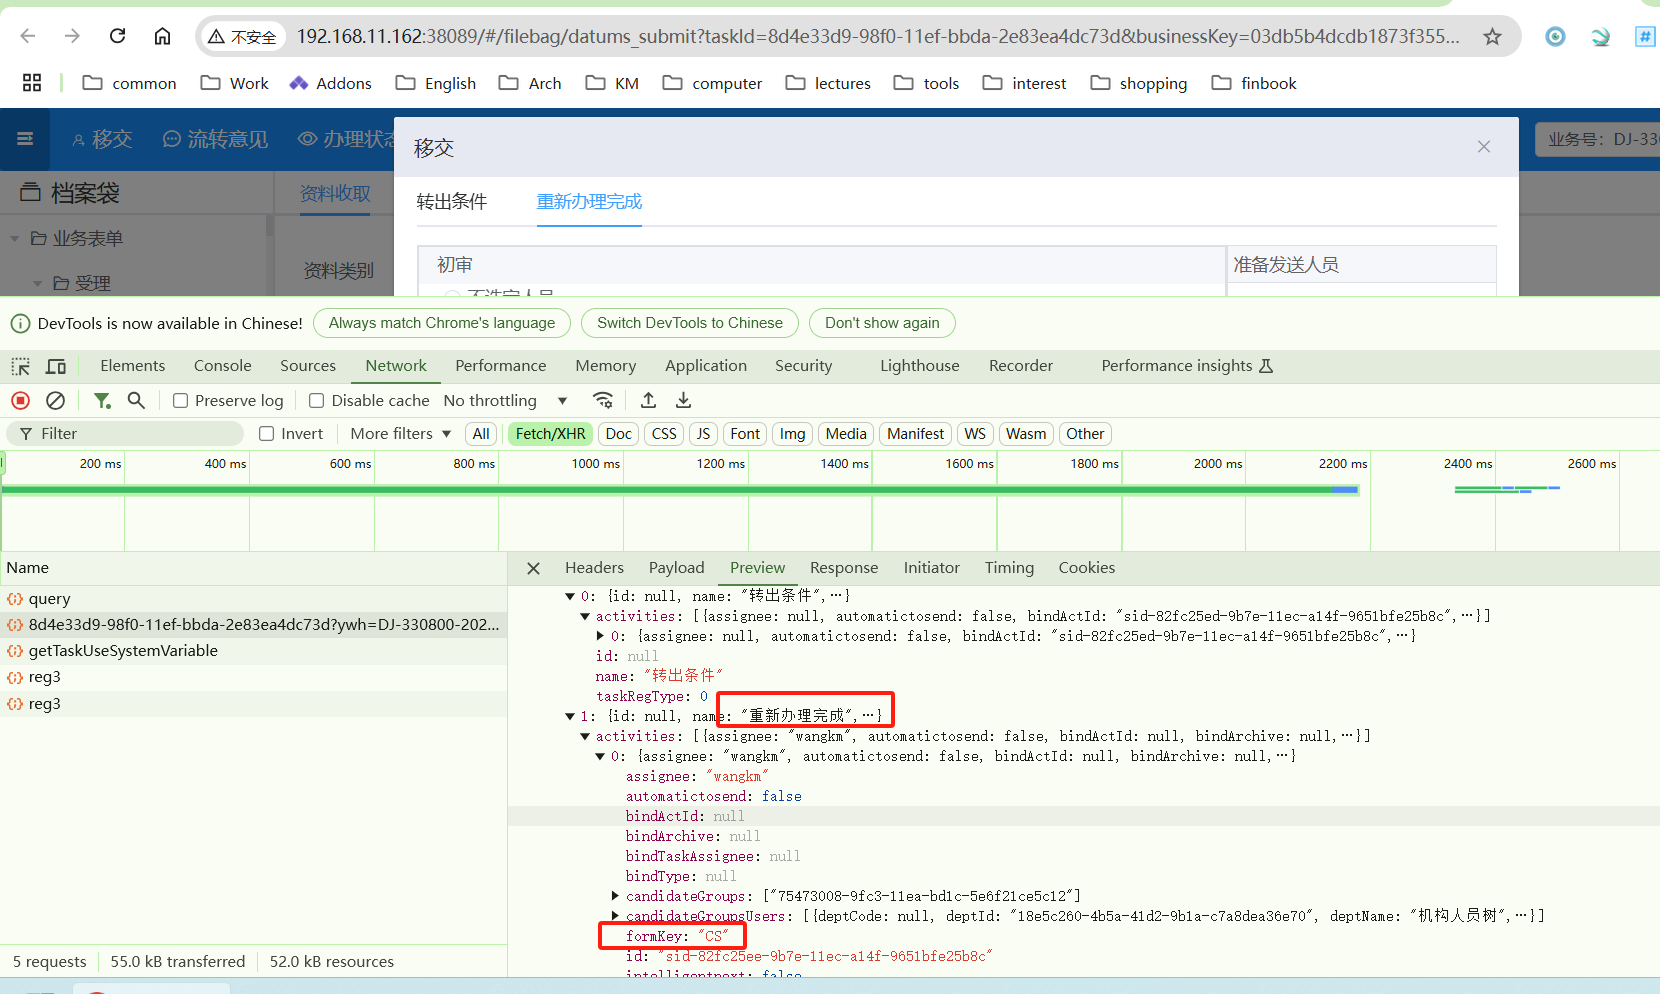 不安全 192.168.11.162:38089/#/filebag/datums_submit?taskId=8d4e33d9-98f0-11ef-bbda-2e83ea4dc73d&businessKey=03db5b4dcdb1873f355...
common Work Addons English Arch KM computer lectures tools interest shopping finbook
移交 流转意见 办理状态 移交 业务号：DJ-330
档案袋 资料收取 转出条件 重新办理完成
业务表单
资料类别 初审 准备发送人员
受理 不选定人员
DevTools is now available in Chinese! Always match Chrome's language Switch DevTools to Chinese Don't show again
Elements Console Sources Network Performance Memory Application Security Lighthouse Recorder Performance insights
Preserve log Disable cache No throttling
Filter Invert More filters All Fetch/XHR Doc CSS JS Font Img Media Manifest WS Wasm Other
200 ms 400 ms 600 ms 800 ms 1000 ms 1200 ms 1400 ms 1600 ms 1800 ms 2000 ms 2200 ms 2400 ms 2600 ms
Name
query
8d4e33d9-98f0-11ef-bbda-2e83ea4dc73d?ywh=DJ-330800-202...
getTaskUseSystemVariable
reg3
reg3
5 requests 55.0 kB transferred 52.0 kB resources
Headers Payload Preview Response Initiator Timing Cookies
0: {id: null, name: "转出条件",…}
activities: [{assignee: null, automatictosend: false, bindActId: "sid-82fc25ed-9b7e-11ec-a14f-9651bfe25b8c",…}]
0: {assignee: null, automatictosend: false, bindActId: "sid-82fc25ed-9b7e-11ec-a14f-9651bfe25b8c",…}
id: null
name: "转出条件"
taskRegType: 0
1: {id: null, name: "重新办理完成",…}
activities: [{assignee: "wangkm", automatictosend: false, bindActId: null, bindArchive: null,…}]
0: {assignee: "wangkm", automatictosend: false, bindActId: null, bindArchive: null,…}
assignee: "wangkm"
automatictosend: false
bindActId: null
bindArchive: null
bindTaskAssignee: null
bindType: null
candidateGroups: ["75473008-9fc3-11ea-bd1c-5e6f21ce5c12"]
candidateGroupsUsers: [{deptCode: null, deptId: "18e5c260-4b5a-41d2-9b1a-c7a8dea36e70", deptName: "机构人员树",…}]
formKey: "CS"
id: "sid-82fc25ee-9b7e-11ec-a14f-9651bfe25b8c"
intelligentnext: false